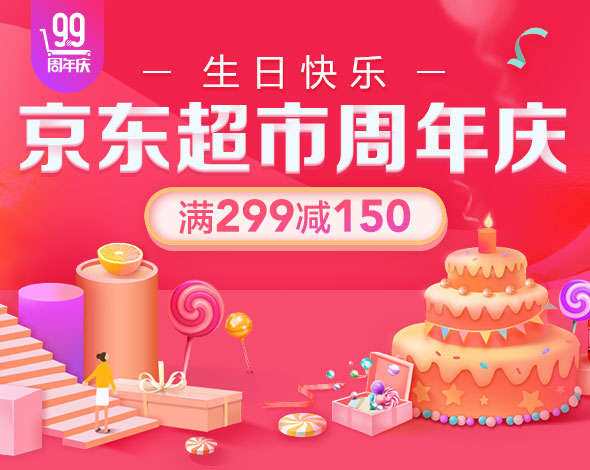 99
周年庆
— 生日快乐 —
京东超市周年庆
满299减150